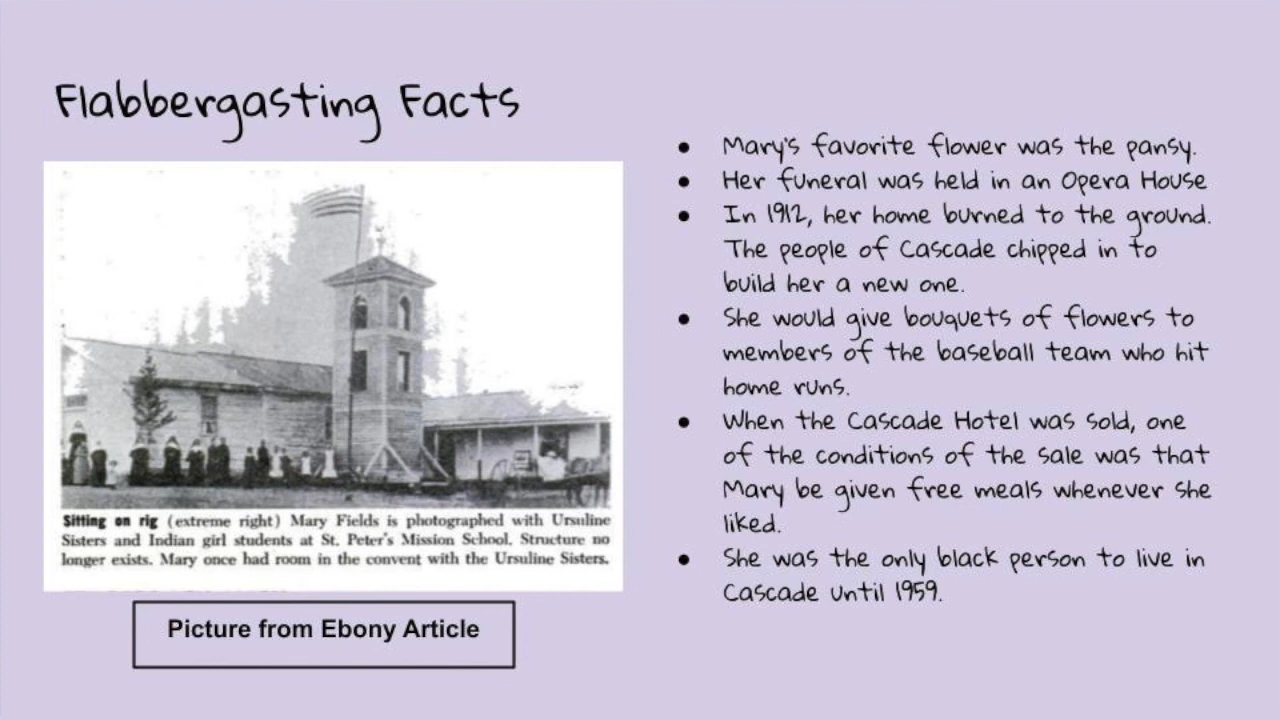 Flabbergasting Facts
Sitting on rig (extreme right) Mary Fields is photographed with Ursuline
Sisters and Indian girl students at St. Peter's Mission School. Structure no
longer exists. Mary once had room in the convent with the Ursuline Sisters.
Picture from Ebony Article
● Mary's favorite flower was the pansy.
● Her funeral was held in an Opera House
● In 1912, her home burned to the ground.
The people of Cascade chipped in to
build her a new one.
● She would give bouquets of flowers to
members of the baseball team who hit
home runs.
● When the Cascade Hotel was sold, one
of the conditions of the sale was that
Mary be given free meals whenever she
liked.
● She was the only black person to live in
Cascade until 1959.